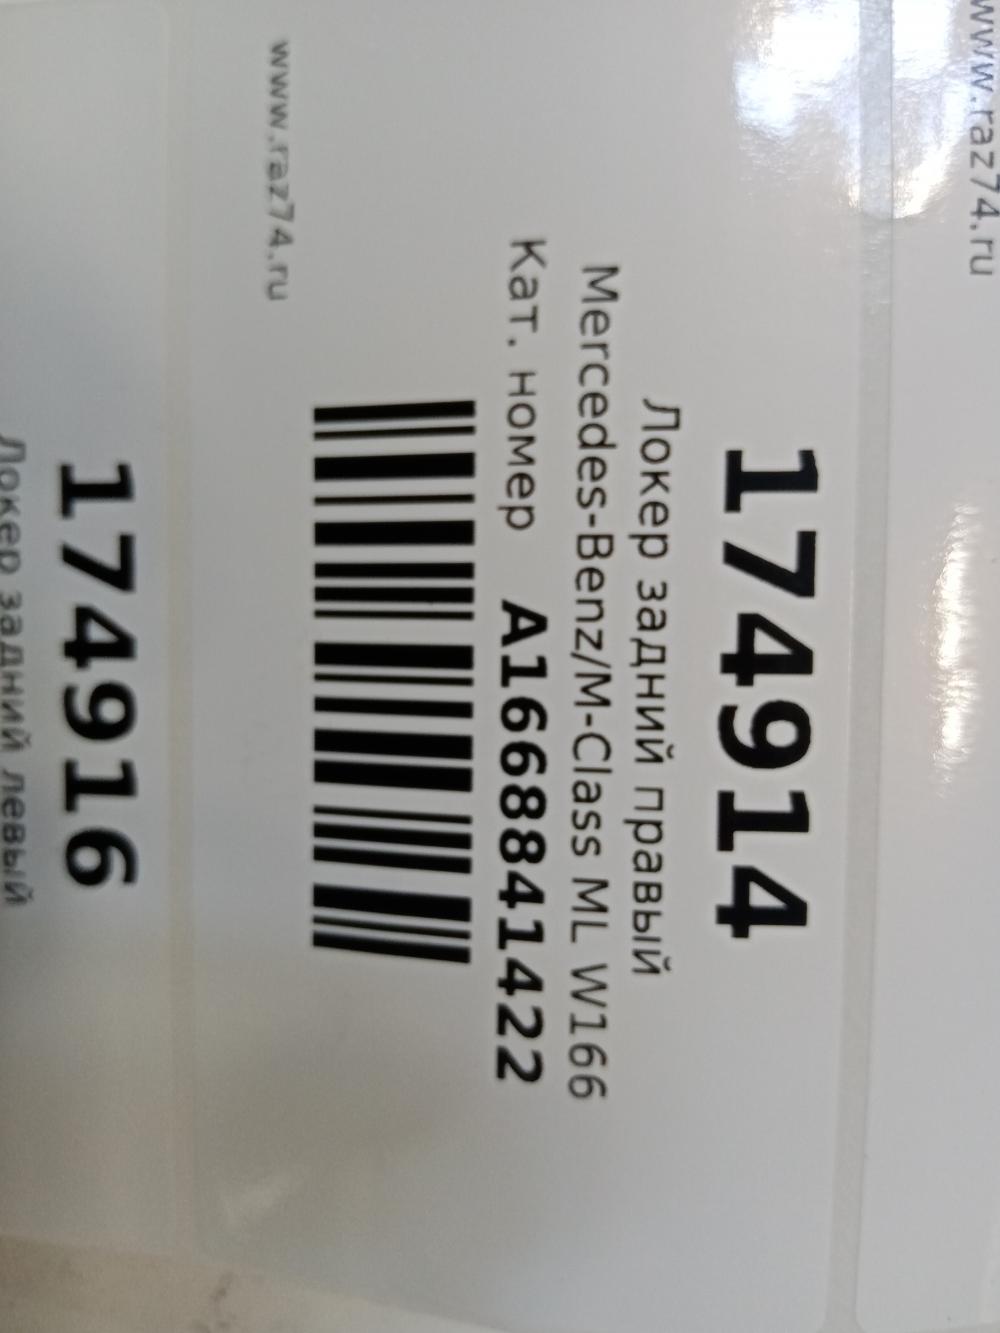 www.raz74.ru
174914
Локер задний правый
Mercedes-Benz/M-Class ML W166
Кат. номер A1668841422
www.raz74.ru
174916
Локер задний левый